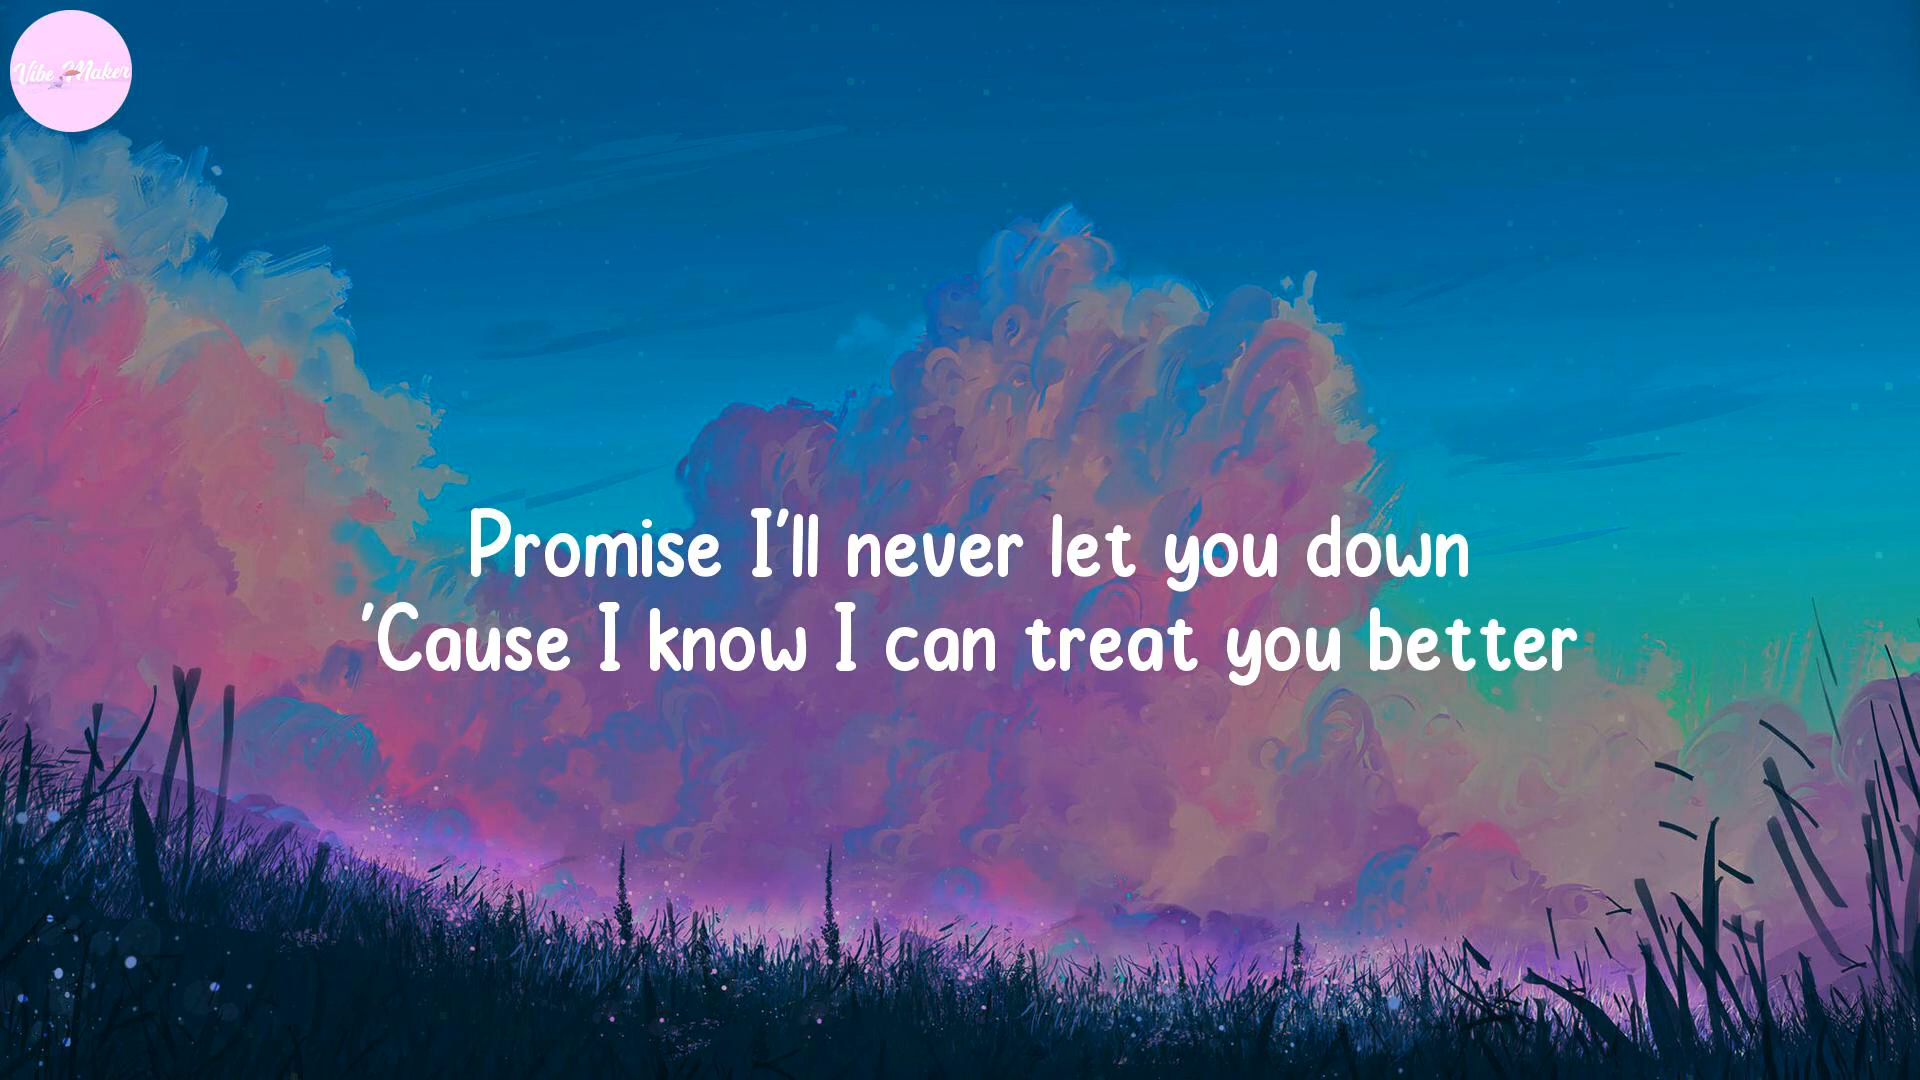 Vibe Maker
Promise I'll never let you down
'Cause I know I can treat you better